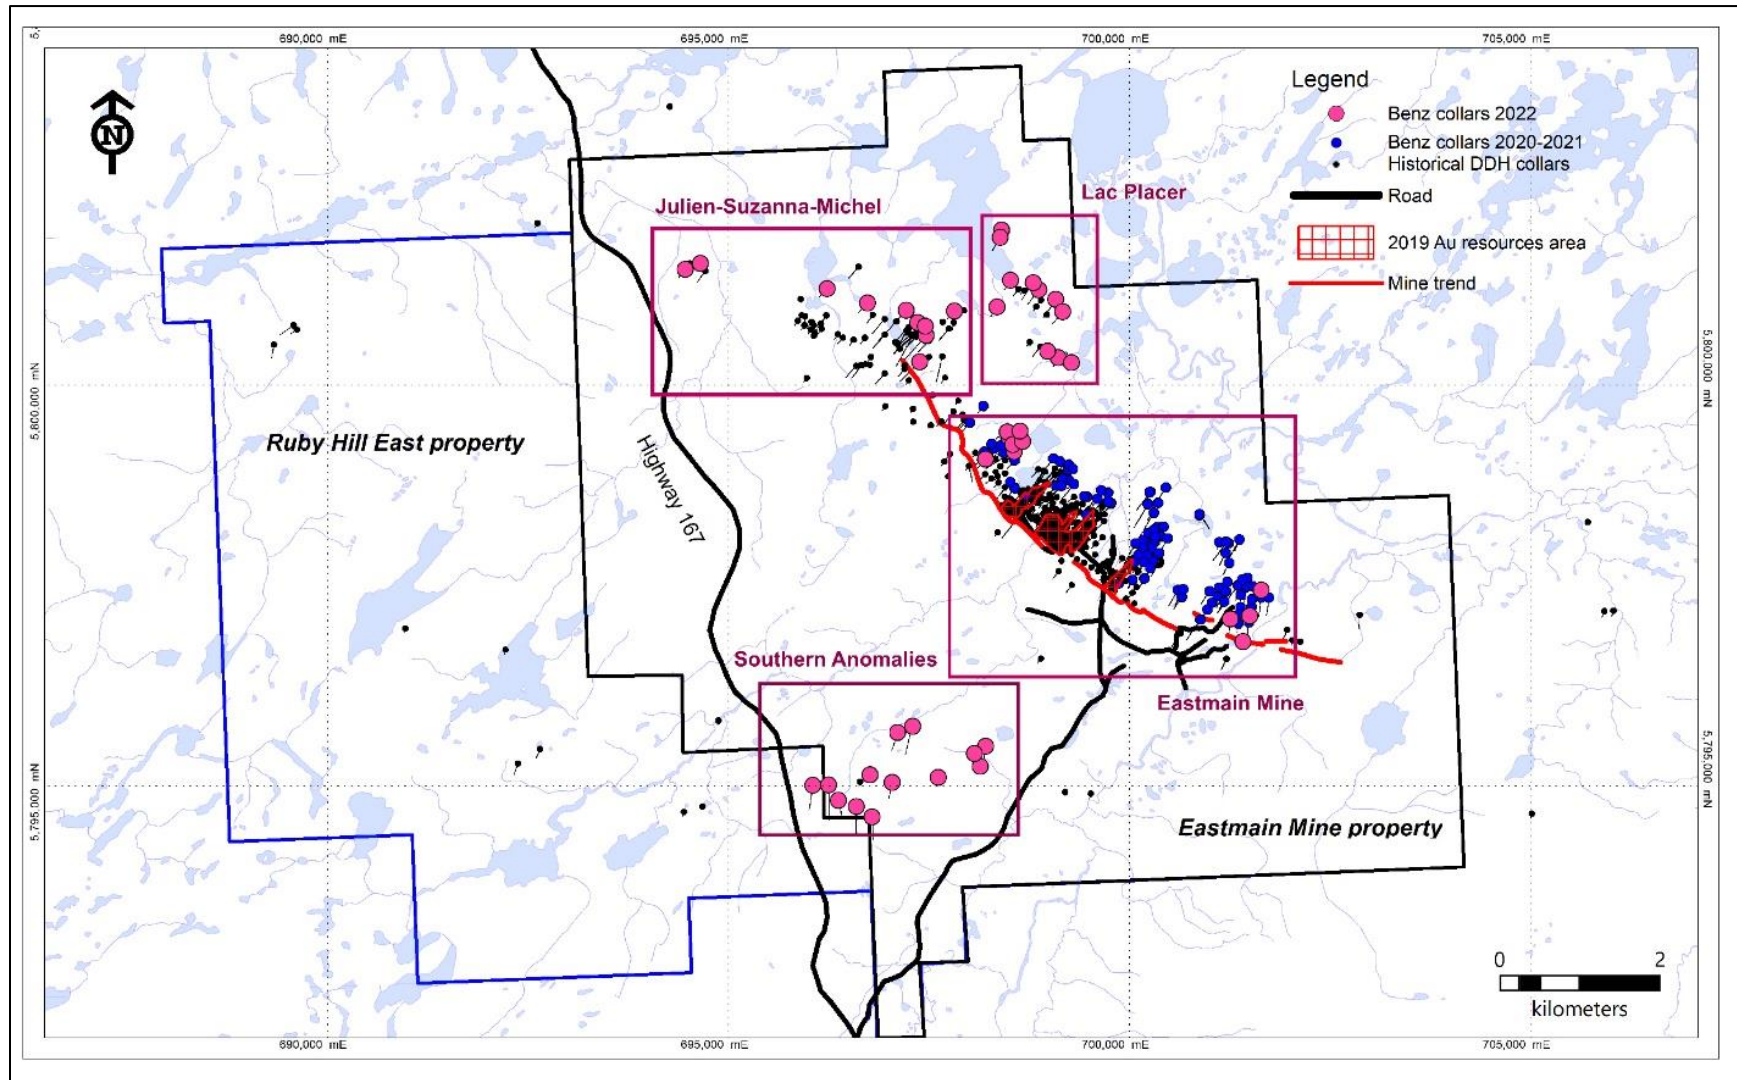 5,
690,000 mE
695,000 mE
700,000 mE
705,000 mE
N
Legend
Benz collars 2022
Benz collars 2020-2021
Historical DDH collars
Road
2019 Au resources area
Mine trend
Lac Placer
Julien-Suzanna-Michel
5,800,000 mN
5,800,000 mN
Ruby Hill East property
Highway 167
Southern Anomalies
Eastmain Mine
5,795,000 mN
5,795,000 mN
Eastmain Mine property
0 2
kilometers
690,000 mE
695,000 mE
700,000 mE
705,000 mE